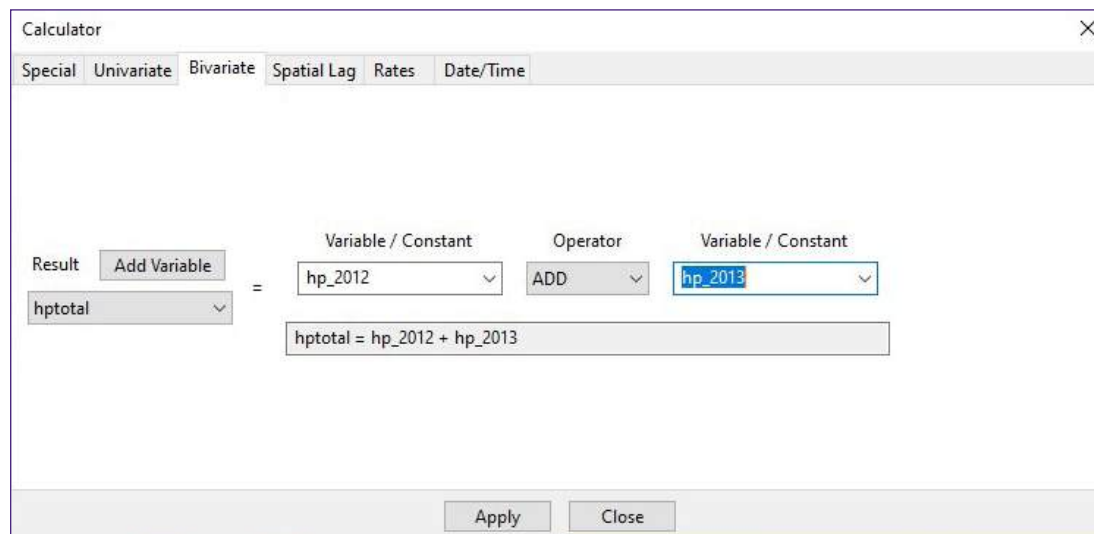 Calculator
Special Univariate Bivariate Spatial Lag Rates Date/Time
Variable / Constant Operator Variable / Constant
Result Add Variable
hp_2012 ADD hp_2013
=
hptotal
hptotal = hp_2012 + hp_2013
Apply Close